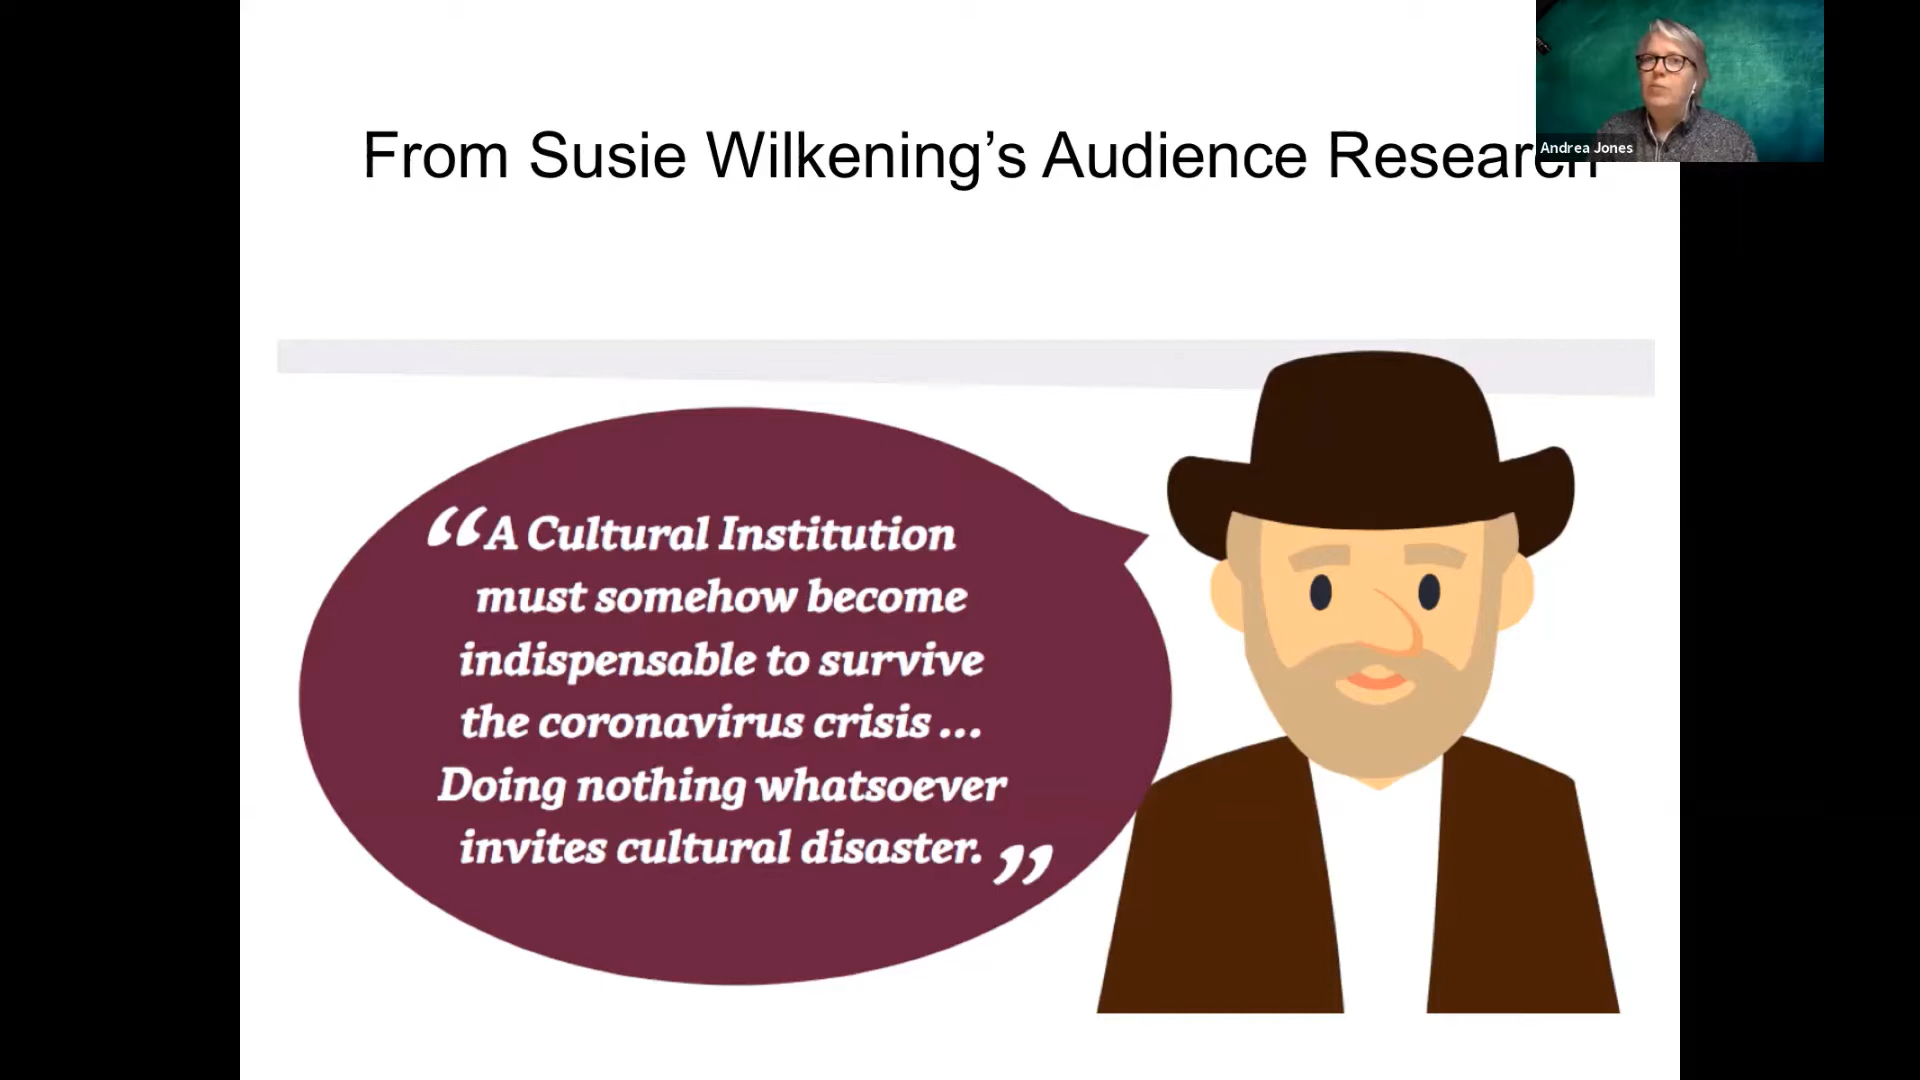 From Susie Wilkening’s Audience Research
Andrea Jones
“A Cultural Institution
must somehow become
indispensable to survive
the coronavirus crisis ...
Doing nothing whatsoever
invites cultural disaster.”